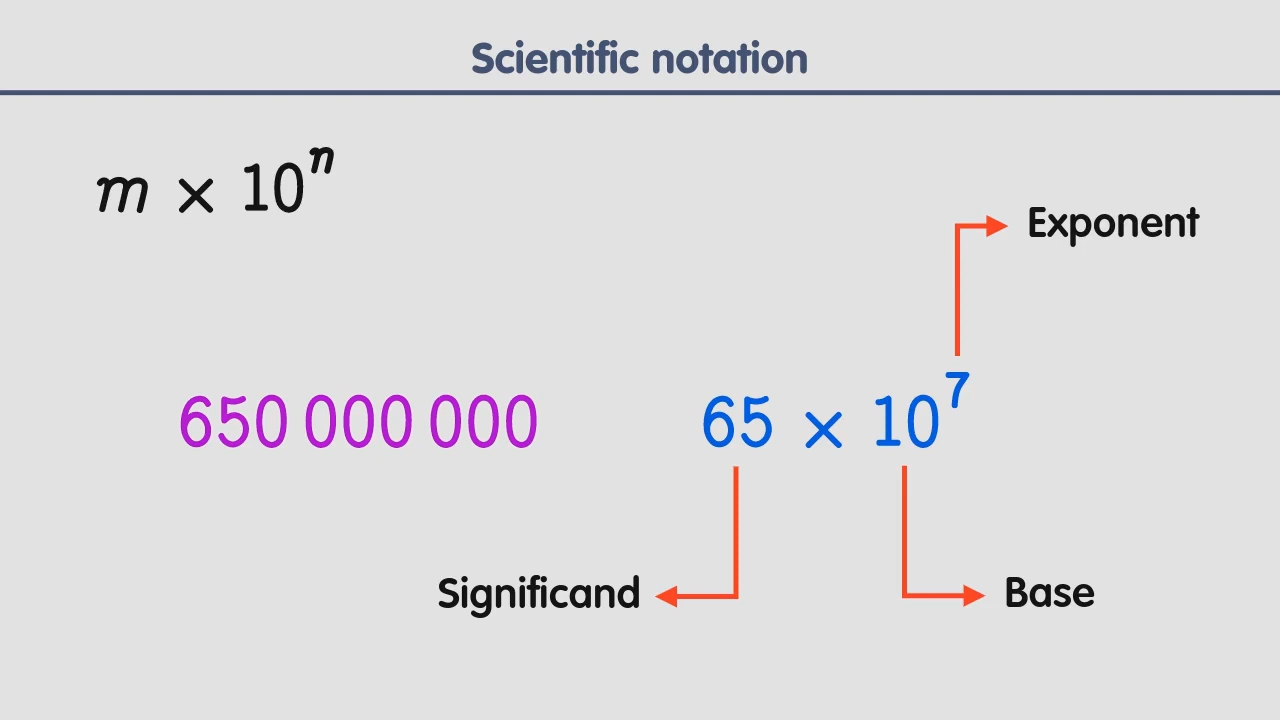 Scientific notation
m × 10ⁿ
Exponent
650 000 000
65 × 10⁷
Significand
Base